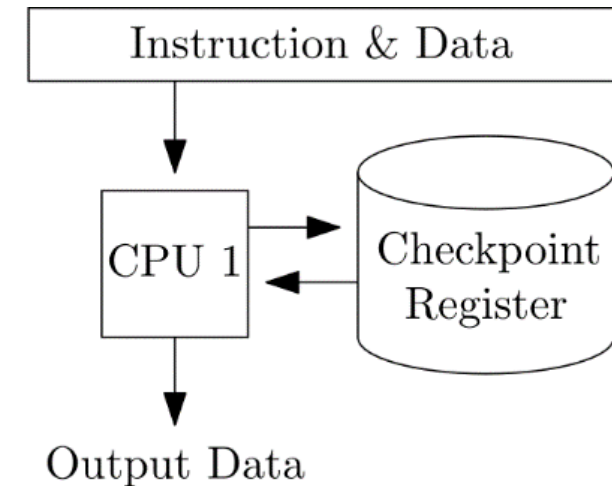 Instruction & Data
CPU 1
Checkpoint
Register
Output Data